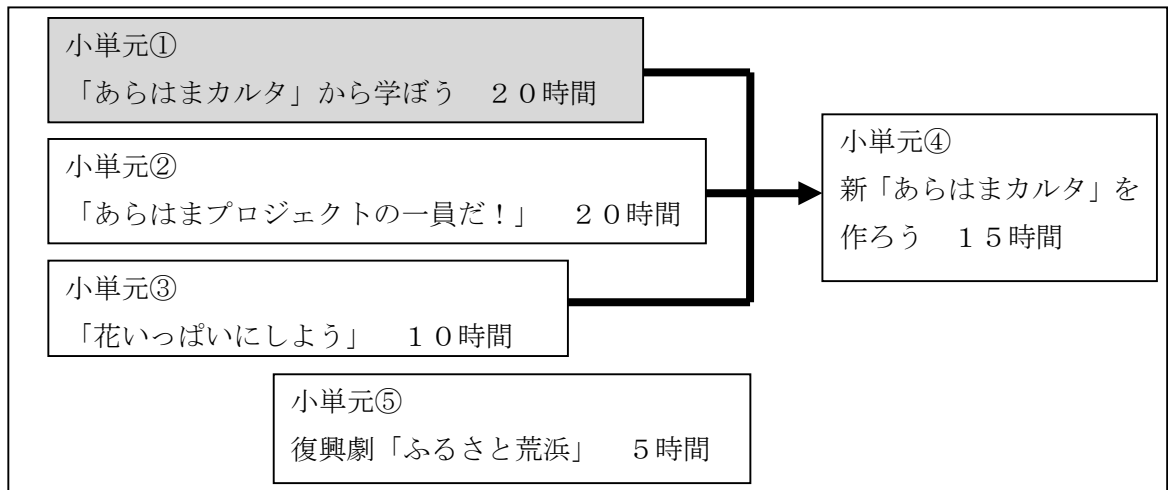 小単元①
「あらはまカルタ」から学ぼう　２０時間
小単元②
「あらはまプロジェクトの一員だ！」　２０時間
小単元③
「花いっぱいにしよう」　１０時間
小単元④
新「あらはまカルタ」を
作ろう　１５時間
小単元⑤
復興劇「ふるさと荒浜」　５時間